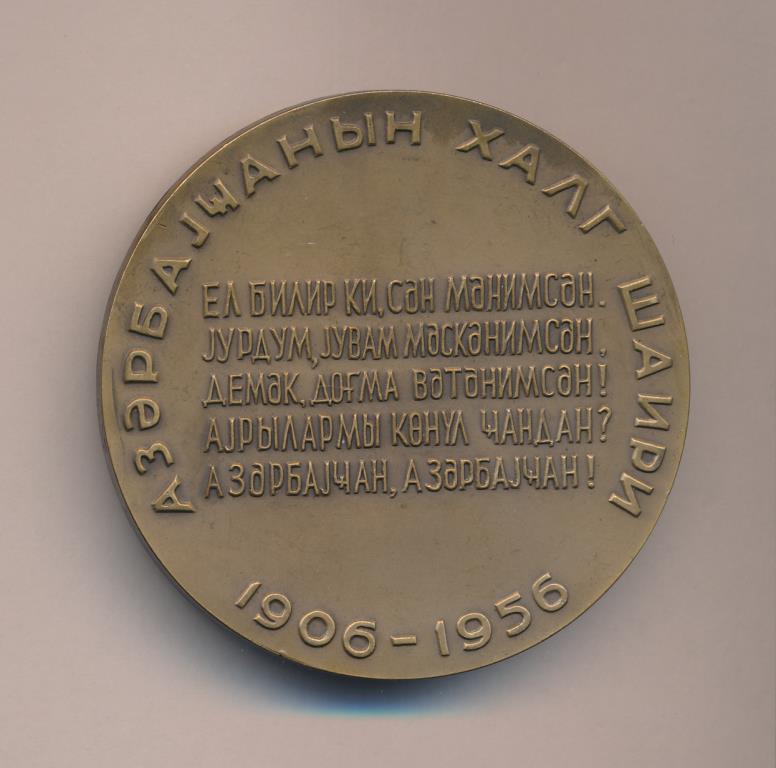 АЗӘРБАЈҸАНЫН ХАЛГ ШАИРИ
ЕЛ БИЛИР КИ, СӘН МӘНИМСӘН.
ЈУРДУМ, ЈУВАМ МӘСКӘНИМСӘН,
ДЕМӘК, ДОҒМА ВӘТӘНИМСӘН!
АЈРЫЛАРМЫ КӨНҮЛ ҸАНДАН?
АЗӘРБАЈҸАН, АЗӘРБАЈҸАН!
1906-1956